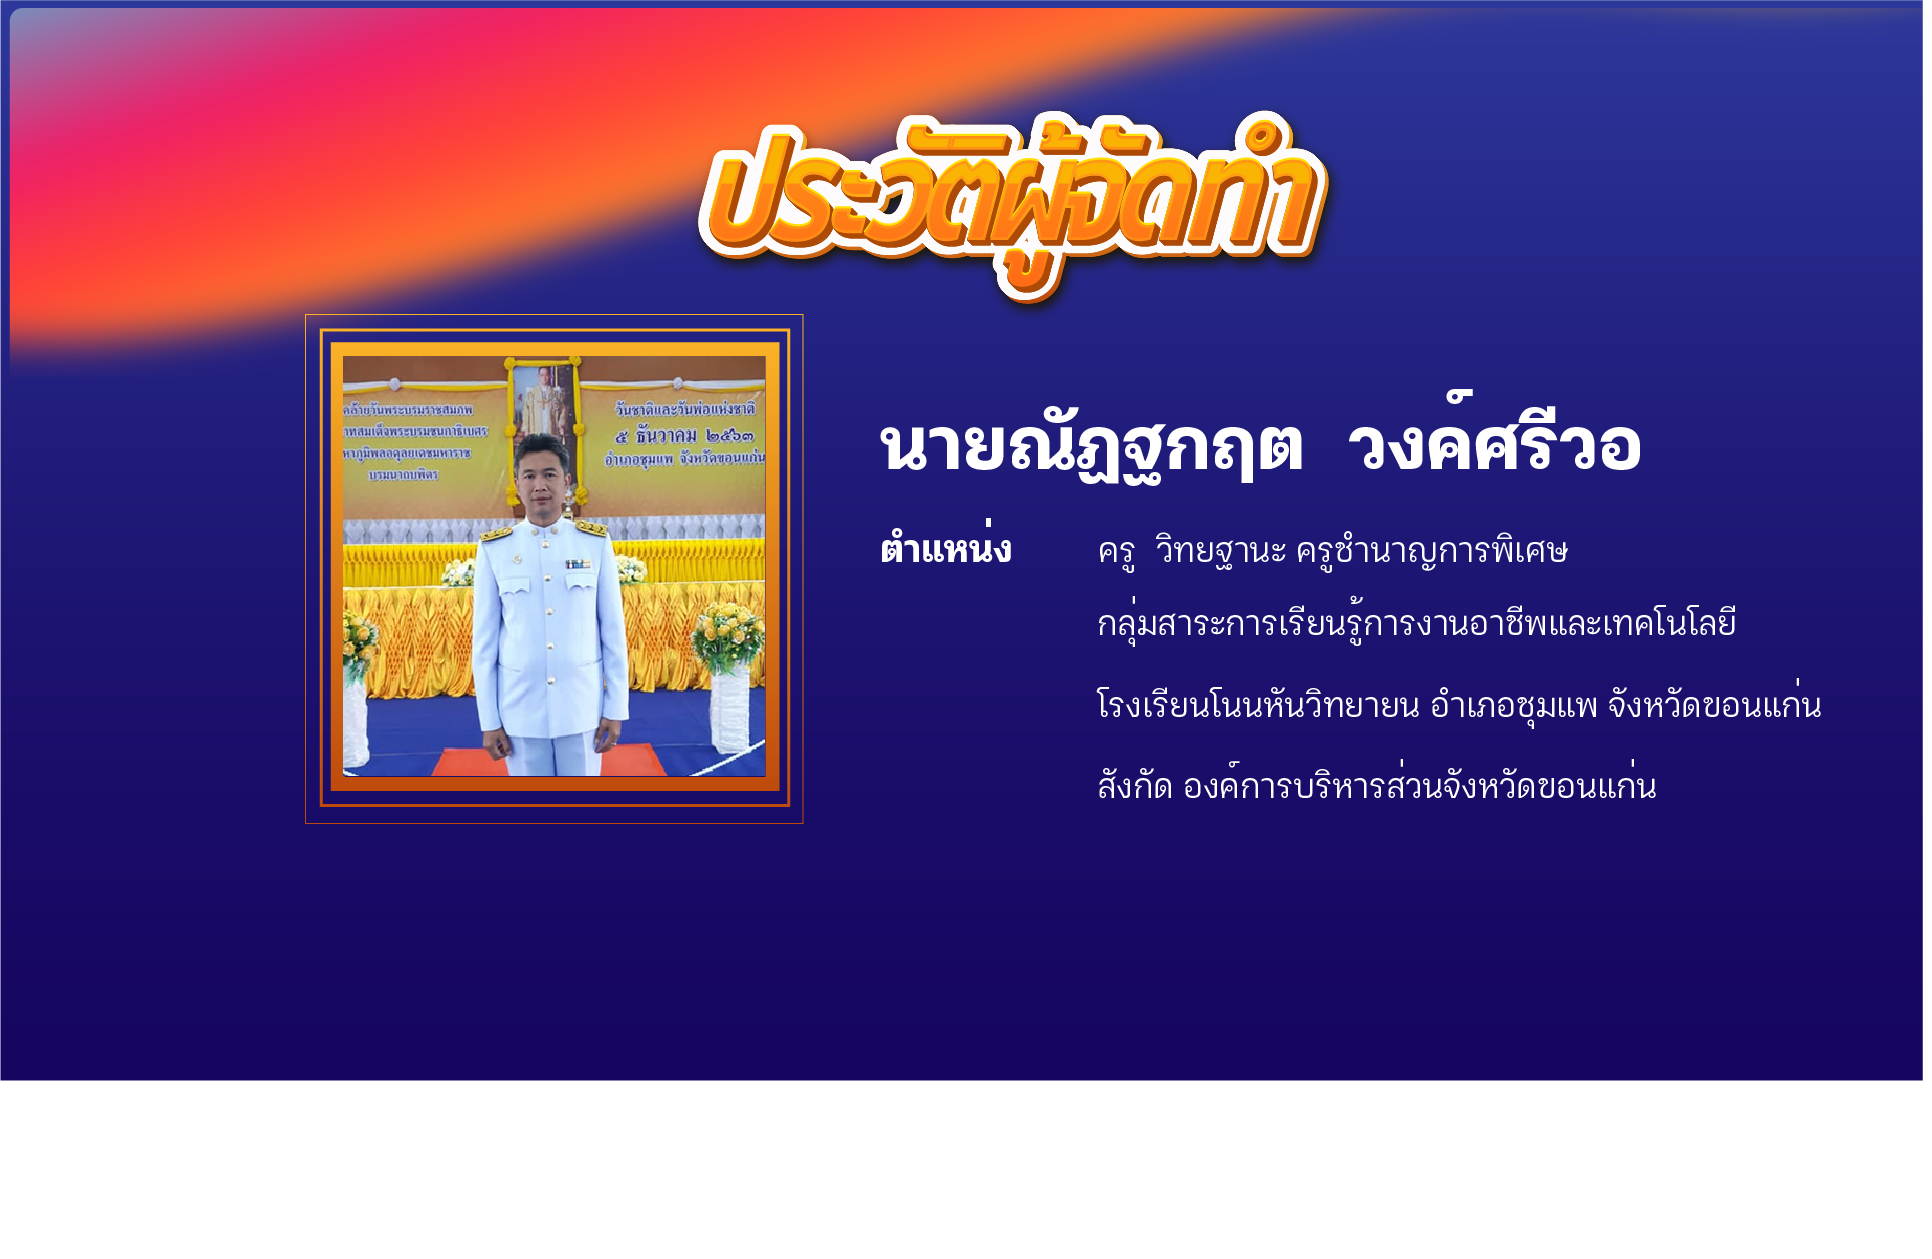 ประวัติผู้จัดทำ
คล้ายวันพระบรมราชสมภพ
าทสมเด็จพระบรมชนกาธิเบศร
หาภูมิพลอดุลยเดชมหาราช
บรมนาถบพิตร
วันชาติและวันพ่อแห่งชาติ
๕ ธันวาคม ๒๕๖๓
อำเภอชุมแพ จังหวัดขอนแก่น
นายณัฏฐกฤต วงค์ศรีวอ
ตำแหน่ง ครู วิทยฐานะ ครูชำนาญการพิเศษ
กลุ่มสาระการเรียนรู้การงานอาชีพและเทคโนโลยี
โรงเรียนโนนหันวิทยายน อำเภอชุมแพ จังหวัดขอนแก่น
สังกัด องค์การบริหารส่วนจังหวัดขอนแก่น